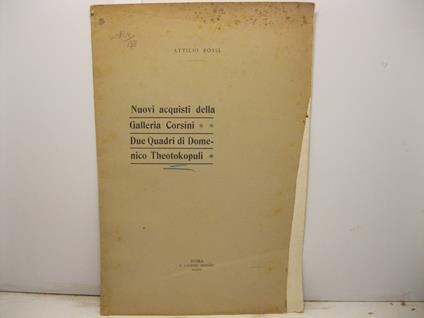 ATTILIO ROSSI
Nuovi acquisti della
Galleria Corsini * *
Due Quadri di Dome-
nico Theotokopuli *
ROMA